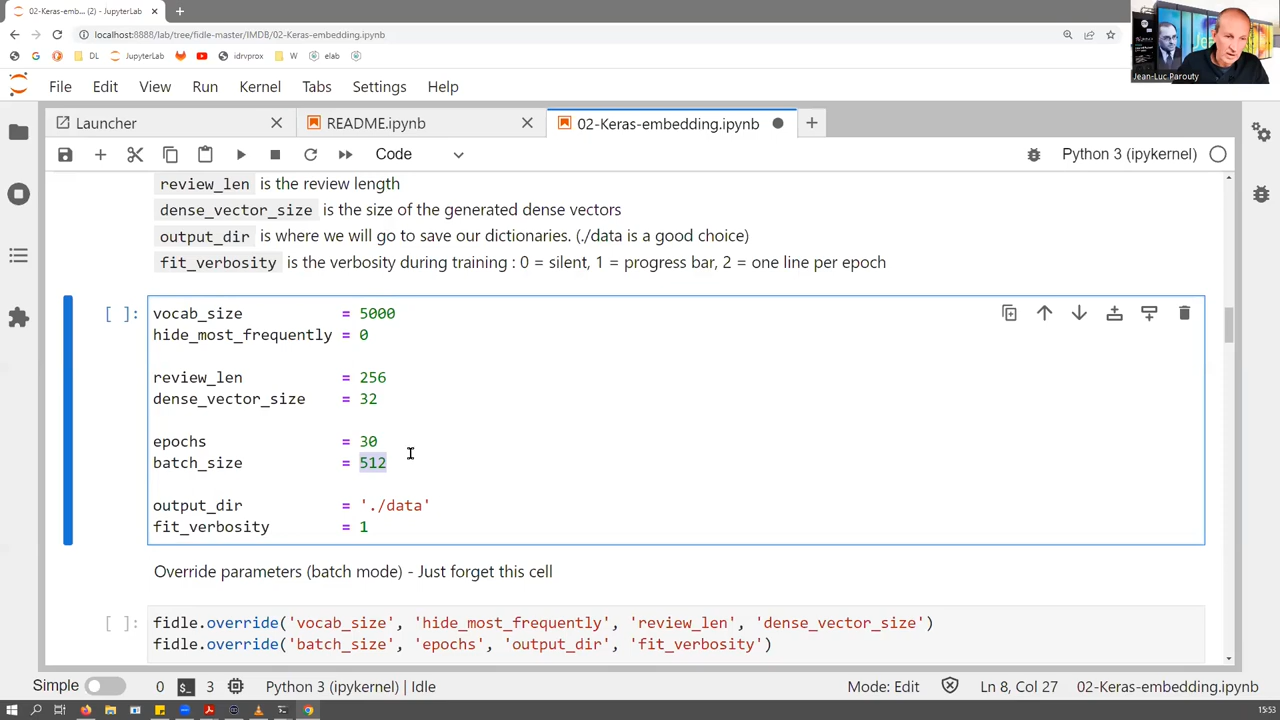 02-Keras-emb... (2) - JupyterLab
localhost:8888/lab/tree/fidle-master/IMDB/02-Keras-embedding.ipynb
DL JupyterLab idrvprox W elab
Jean-Luc Parouty
File Edit View Run Kernel Tabs Settings Help
Launcher README.ipynb 02-Keras-embedding.ipynb
Code Python 3 (ipykernel)
review_len is the review length
dense_vector_size is the size of the generated dense vectors
output_dir is where we will go to save our dictionaries. (./data is a good choice)
fit_verbosity is the verbosity during training : 0 = silent, 1 = progress bar, 2 = one line per epoch
[ ]: vocab_size = 5000
hide_most_frequently = 0
review_len = 256
dense_vector_size = 32
epochs = 30
batch_size = 512
output_dir = './data'
fit_verbosity = 1
Override parameters (batch mode) - Just forget this cell
[ ]: fidle.override('vocab_size', 'hide_most_frequently', 'review_len', 'dense_vector_size')
fidle.override('batch_size', 'epochs', 'output_dir', 'fit_verbosity')
Simple 0 3 Python 3 (ipykernel) | Idle Mode: Edit Ln 8, Col 27 02-Keras-embedding.ipynb
15:53